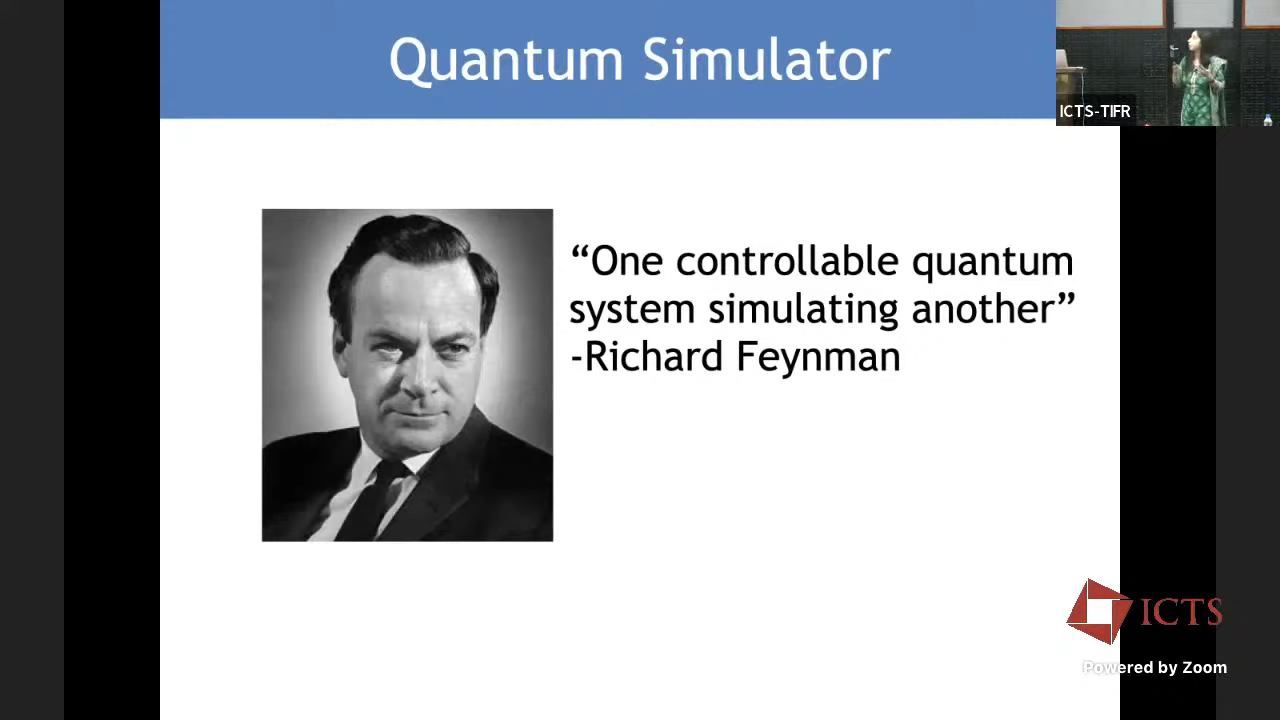 Quantum Simulator
ICTS-TIFR
“One controllable quantum
system simulating another”
-Richard Feynman
ICTS
Powered by Zoom